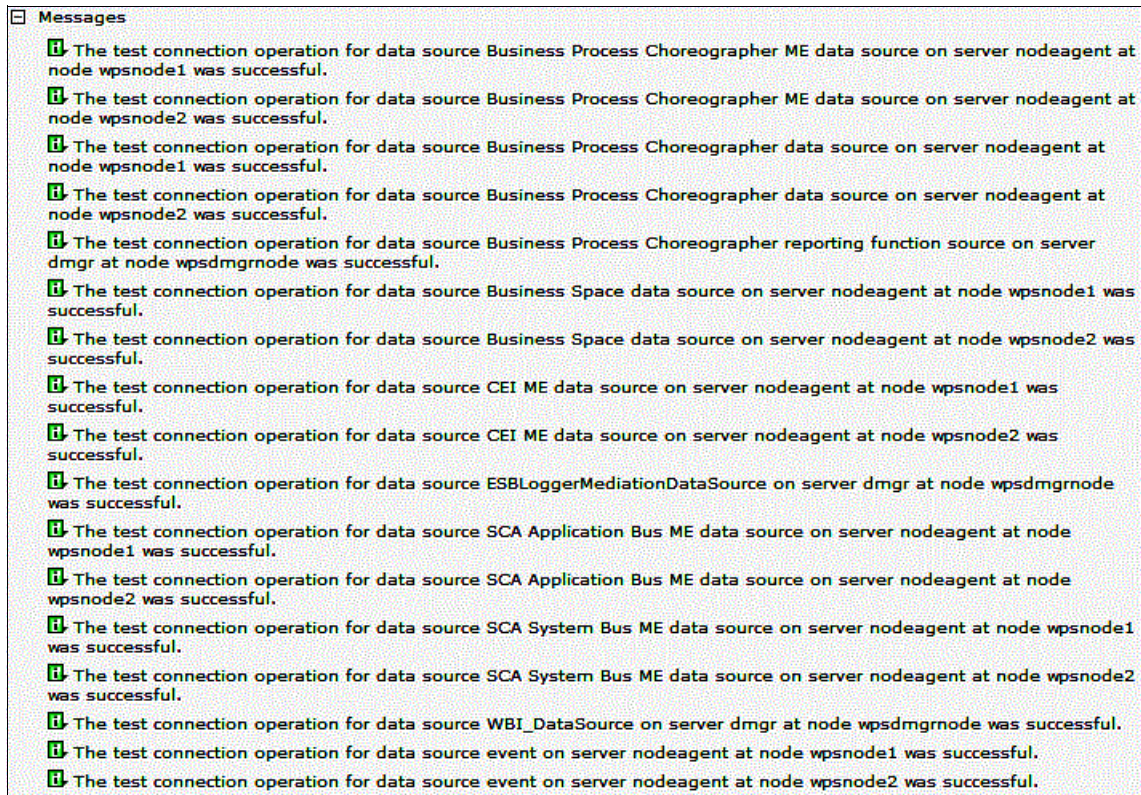 Messages
The test connection operation for data source Business Process Choreographer ME data source on server nodeagent at
node wpsnode1 was successful.
The test connection operation for data source Business Process Choreographer ME data source on server nodeagent at
node wpsnode2 was successful.
The test connection operation for data source Business Process Choreographer data source on server nodeagent at
node wpsnode1 was successful.
The test connection operation for data source Business Process Choreographer data source on server nodeagent at
node wpsnode2 was successful.
The test connection operation for data source Business Process Choreographer reporting function source on server
dmgr at node wpsdmgrnode was successful.
The test connection operation for data source Business Space data source on server nodeagent at node wpsnode1 was
successful.
The test connection operation for data source Business Space data source on server nodeagent at node wpsnode2 was
successful.
The test connection operation for data source CEI ME data source on server nodeagent at node wpsnode1 was
successful.
The test connection operation for data source CEI ME data source on server nodeagent at node wpsnode2 was
successful.
The test connection operation for data source ESBLoggerMediationDataSource on server dmgr at node wpsdmgrnode
was successful.
The test connection operation for data source SCA Application Bus ME data source on server nodeagent at node
wpsnode1 was successful.
The test connection operation for data source SCA Application Bus ME data source on server nodeagent at node
wpsnode2 was successful.
The test connection operation for data source SCA System Bus ME data source on server nodeagent at node wpsnode1
was successful.
The test connection operation for data source SCA System Bus ME data source on server nodeagent at node wpsnode2
was successful.
The test connection operation for data source WBI_DataSource on server dmgr at node wpsdmgrnode was successful.
The test connection operation for data source event on server nodeagent at node wpsnode1 was successful.
The test connection operation for data source event on server nodeagent at node wpsnode2 was successful.